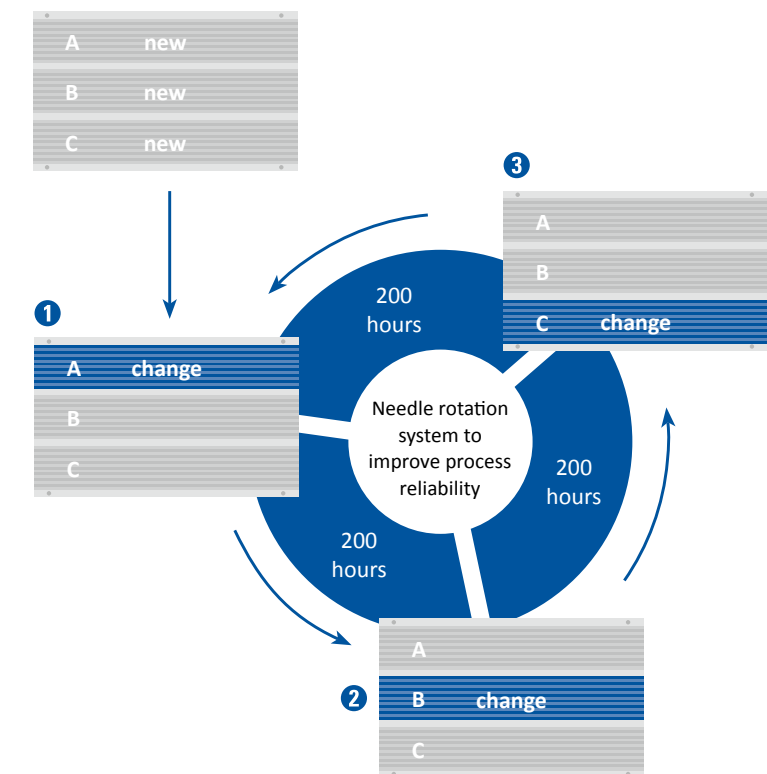 A new
B new
C new
3
A
B
C change
200
hours
1
A change
B
C
Needle rotation
system to
improve process
reliability
200
hours
200
hours
A
2
B change
C